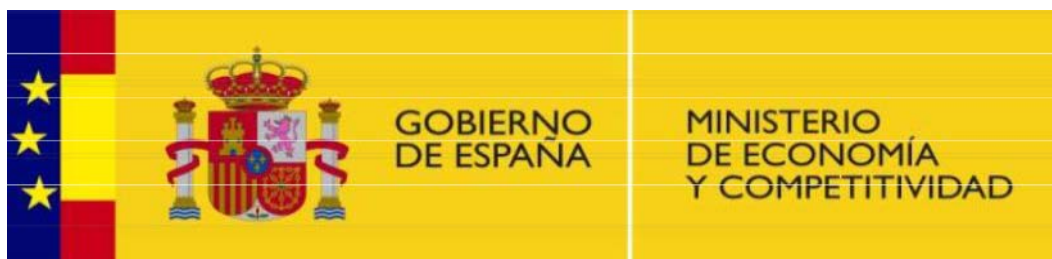 GOBIERNO
DE ESPAÑA
MINISTERIO
DE ECONOMÍA
Y COMPETITIVIDAD